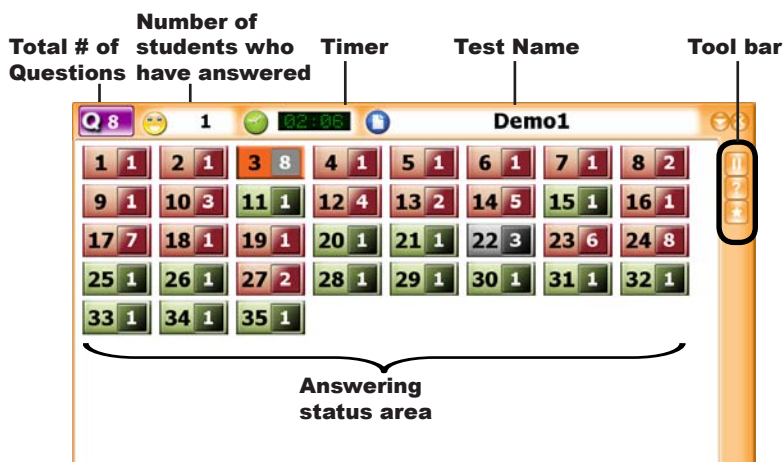 Total # of
Questions
Number of
students who
have answered
Timer
Test Name
Tool bar
Q 8
1
02:06
Demo1
1 1 2 1 3 8 4 1 5 1 6 1 7 1 8 2
9 1 10 3 11 1 12 4 13 2 14 5 15 1 16 1
17 7 18 1 19 1 20 1 21 1 22 3 23 6 24 8
25 1 26 1 27 2 28 1 29 1 30 1 31 1 32 1
33 1 34 1 35 1
?
Answering
status area